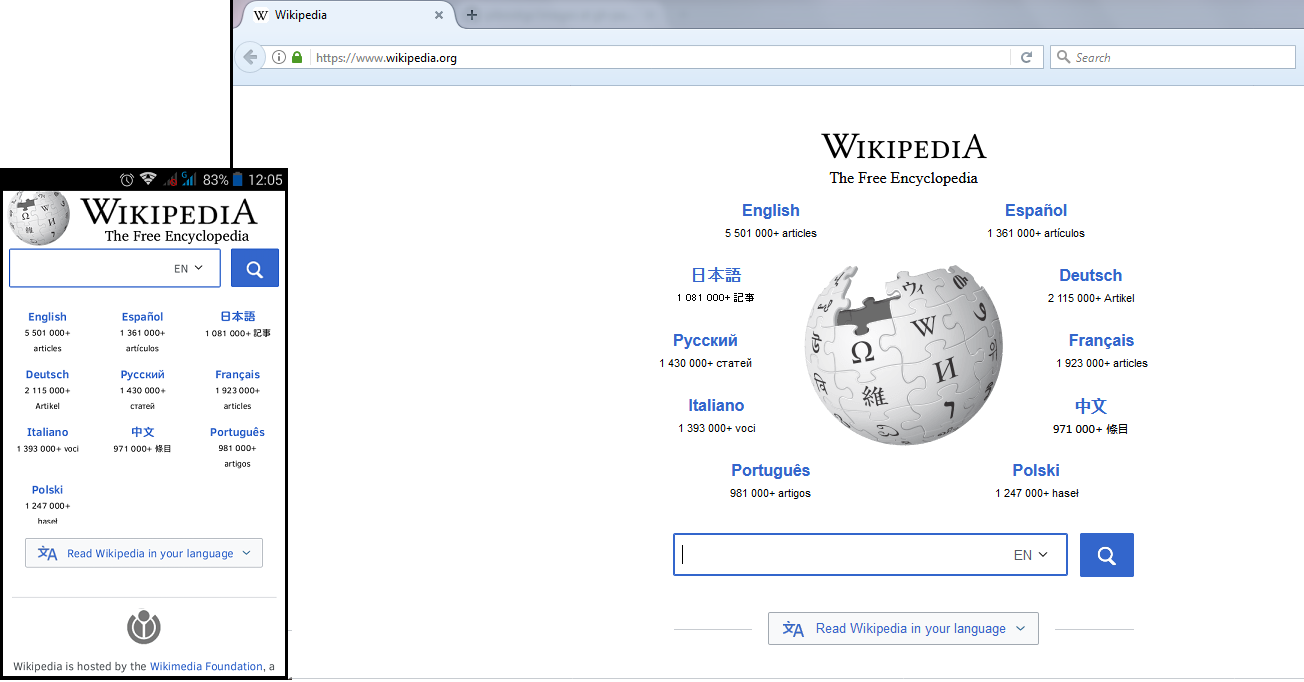 Wikipedia
https://www.wikipedia.org
Search
WIKIPEDIA
The Free Encyclopedia
English
5 501 000+ articles
Español
1 361 000+ artículos
日本語
1 081 000+ 記事
Deutsch
2 115 000+ Artikel
Русский
1 430 000+ статей
Français
1 923 000+ articles
Italiano
1 393 000+ voci
中文
971 000+ 條目
Português
981 000+ artigos
Polski
1 247 000+ haseł
W
Ω
И
維
ウィ
EN
文A Read Wikipedia in your language
G 83% 12:05
WIKIPEDIA
The Free Encyclopedia
EN
English
5 501 000+
articles
Español
1 361 000+
artículos
日本語
1 081 000+ 記事
Deutsch
2 115 000+
Artikel
Русский
1 430 000+
статей
Français
1 923 000+
articles
Italiano
1 393 000+ voci
中文
971 000+ 條目
Português
981 000+
artigos
Polski
1 247 000+
haseł
文A Read Wikipedia in your language
Wikipedia is hosted by the Wikimedia Foundation, a